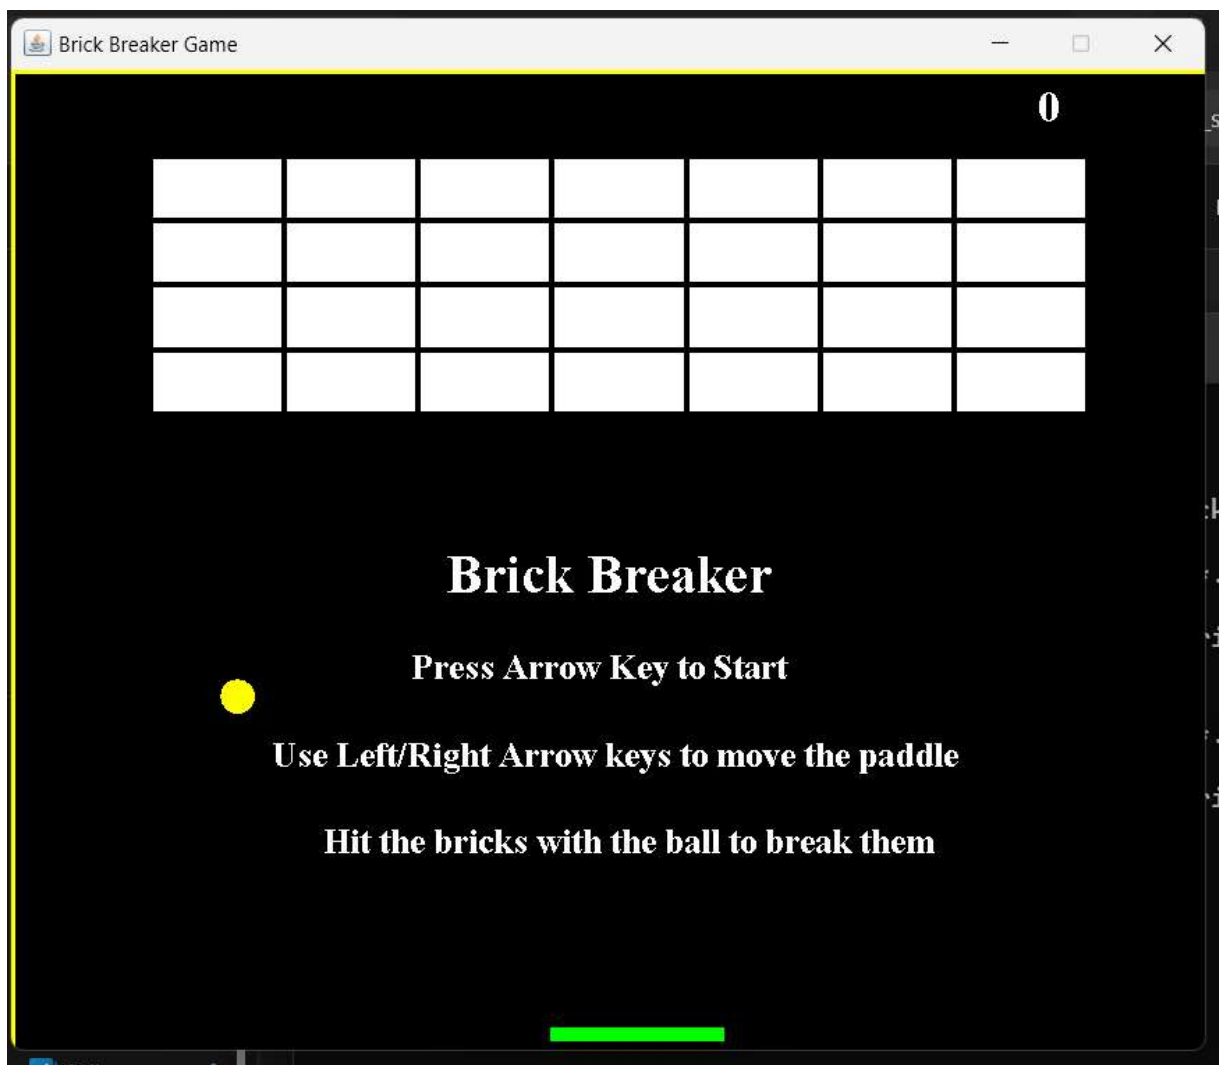 Brick Breaker Game
0
Brick Breaker
Press Arrow Key to Start
Use Left/Right Arrow keys to move the paddle
Hit the bricks with the ball to break them